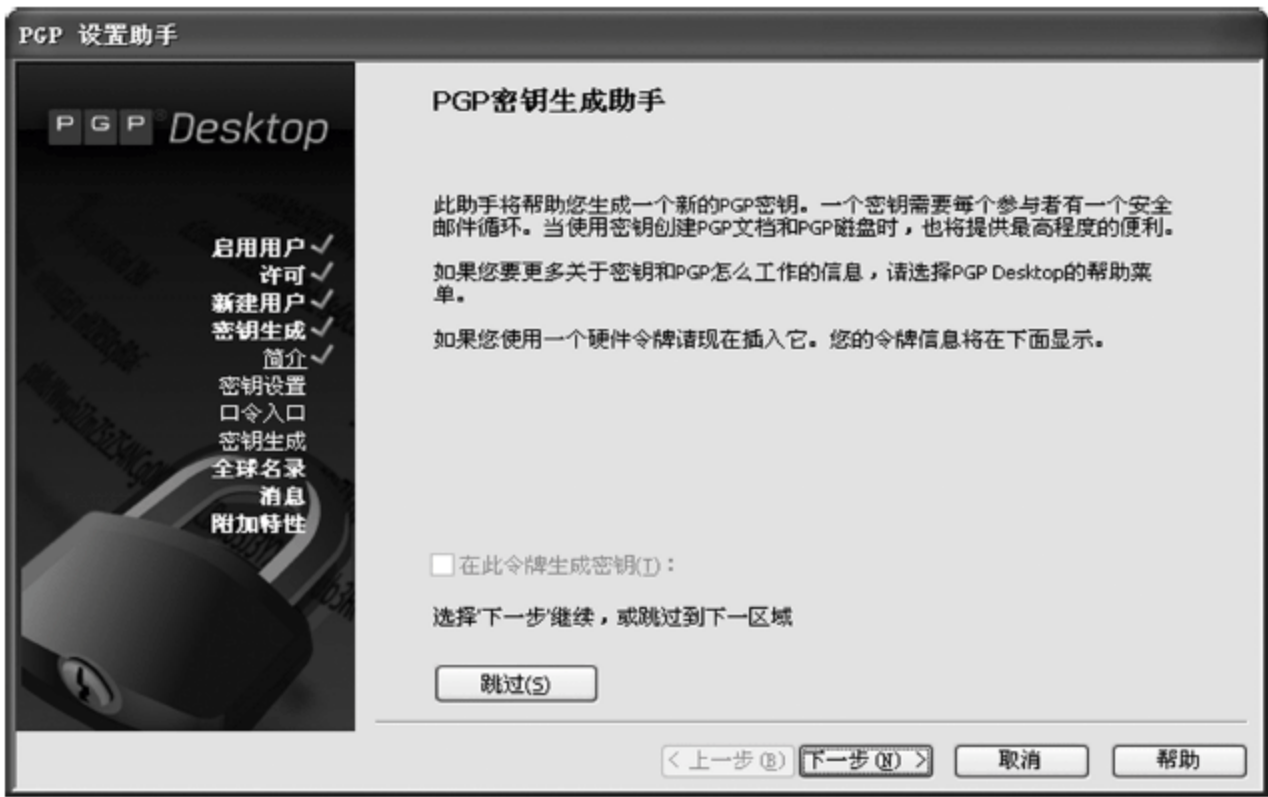 PGP 设置助手
PGP® Desktop
启用用户
许可
新建用户
密钥生成
简介
密钥设置
口令入口
密钥生成
全球名录
消息
附加特性
PGP密钥生成助手
此助手将帮助您生成一个新的PGP密钥。一个密钥需要每个参与者有一个安全
邮件循环。当使用密钥创建PGP文档和PGP磁盘时，也将提供最高程度的便利。
如果您要更多关于密钥和PGP怎么工作的信息，请选择PGP Desktop的帮助菜
单。
如果您使用一个硬件令牌请现在插入它。您的令牌信息将在下面显示。
在此令牌生成密钥(T)：
选择'下一步'继续，或跳过到下一区域
跳过(S)
< 上一步(B)
下一步(N) >
取消
帮助